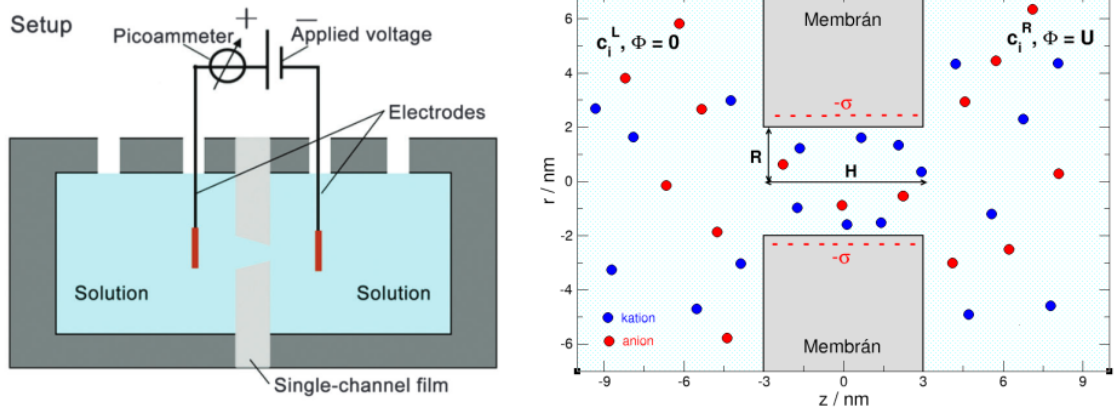 Setup
Picoammeter
+
−
Applied voltage
Electrodes
Solution
Solution
Single-channel film
r / nm
6
4
2
0
-2
-4
-6
c_i^L, Φ=0
Membrán
c_i^R, Φ=U
-σ
R
H
-σ
kation
anion
Membrán
-9
-6
-3
0
3
6
9
z / nm